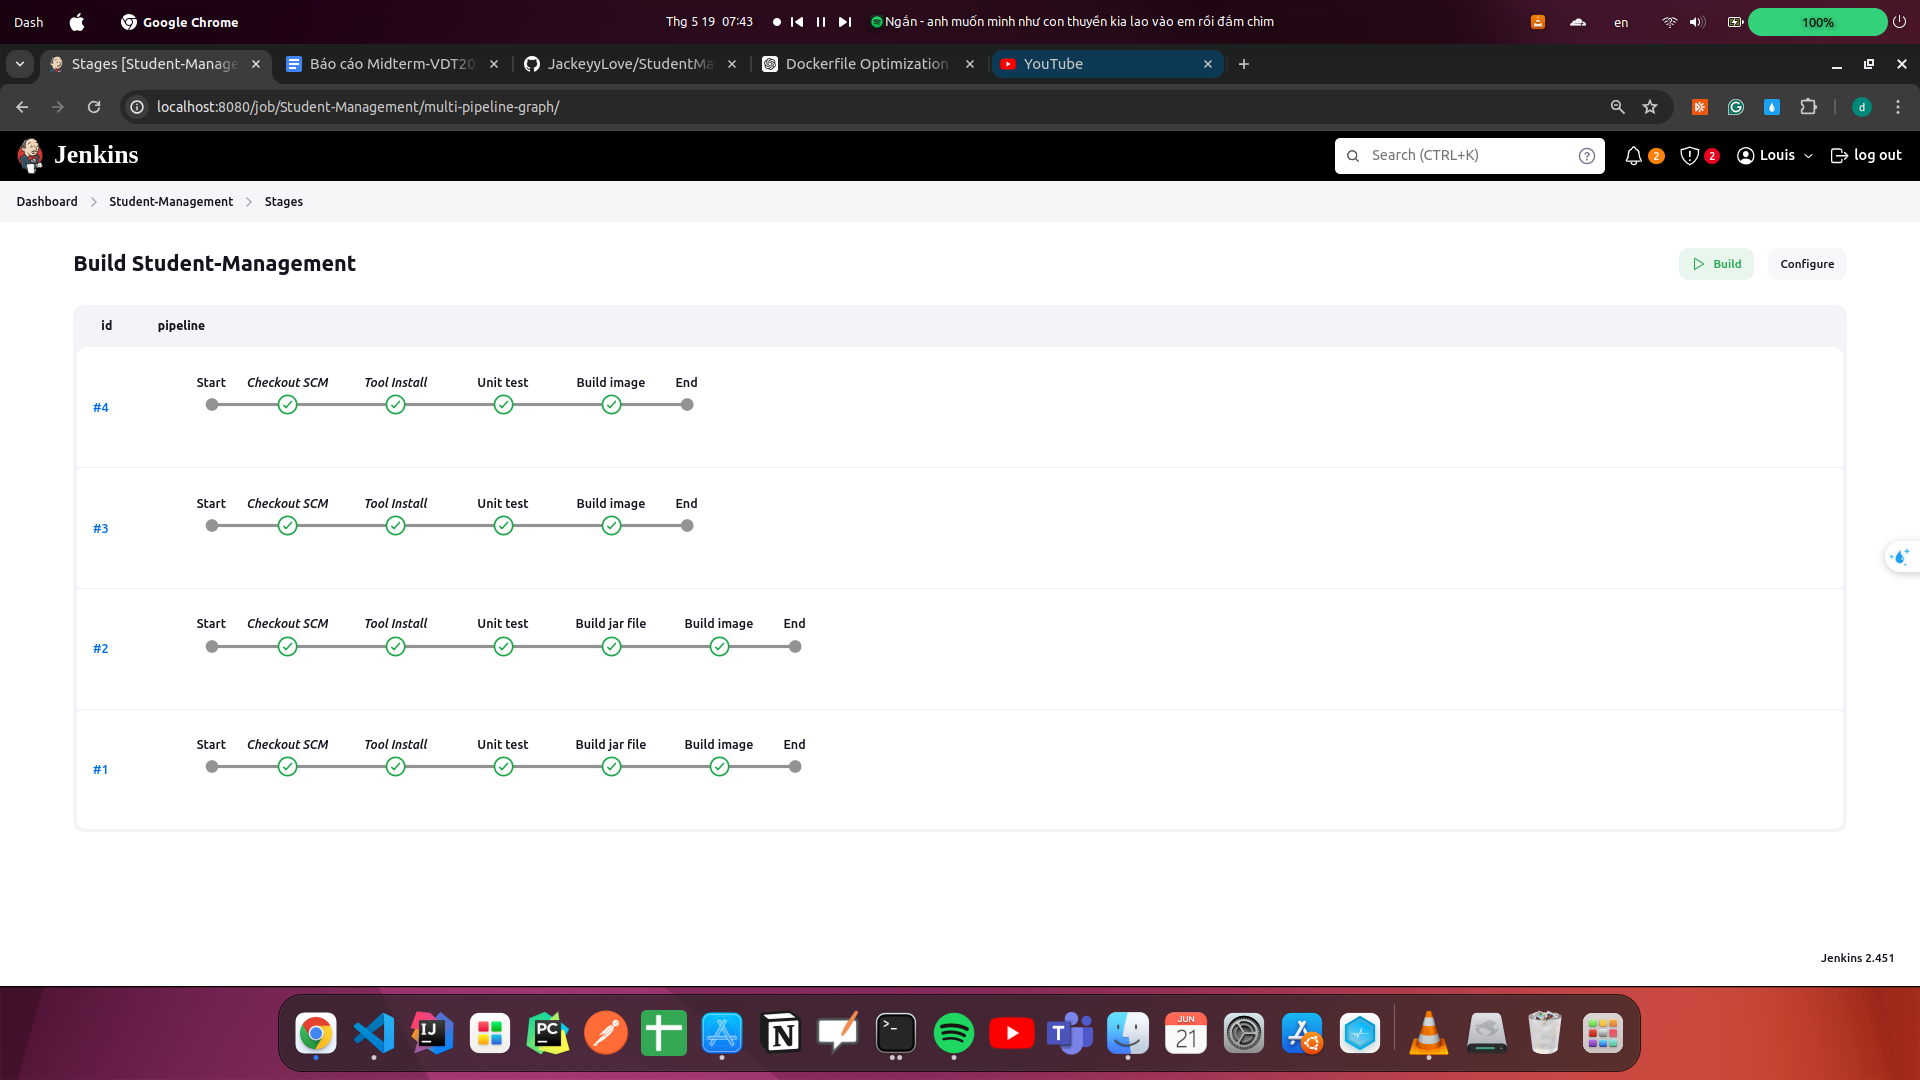 Dash
Google Chrome
Thg 5 19 07:43
Ngắn - anh muốn mình như con thuyền kia lao vào em rồi đắm chìm
en
100%
Stages [Student-Manage
Báo cáo Midterm-VDT20
JackeyyLove/StudentMa
Dockerfile Optimization
YouTube
localhost:8080/job/Student-Management/multi-pipeline-graph/
d
Jenkins
Search (CTRL+K)
2
2
Louis
log out
Dashboard
Student-Management
Stages
Build Student-Management
Build
Configure
id pipeline
Start Checkout SCM Tool Install Unit test Build image End
#4
Start Checkout SCM Tool Install Unit test Build image End
#3
Start Checkout SCM Tool Install Unit test Build jar file Build image End
#2
Start Checkout SCM Tool Install Unit test Build jar file Build image End
#1
Jenkins 2.451
IJ
PC
N
>_
T
JUN
21